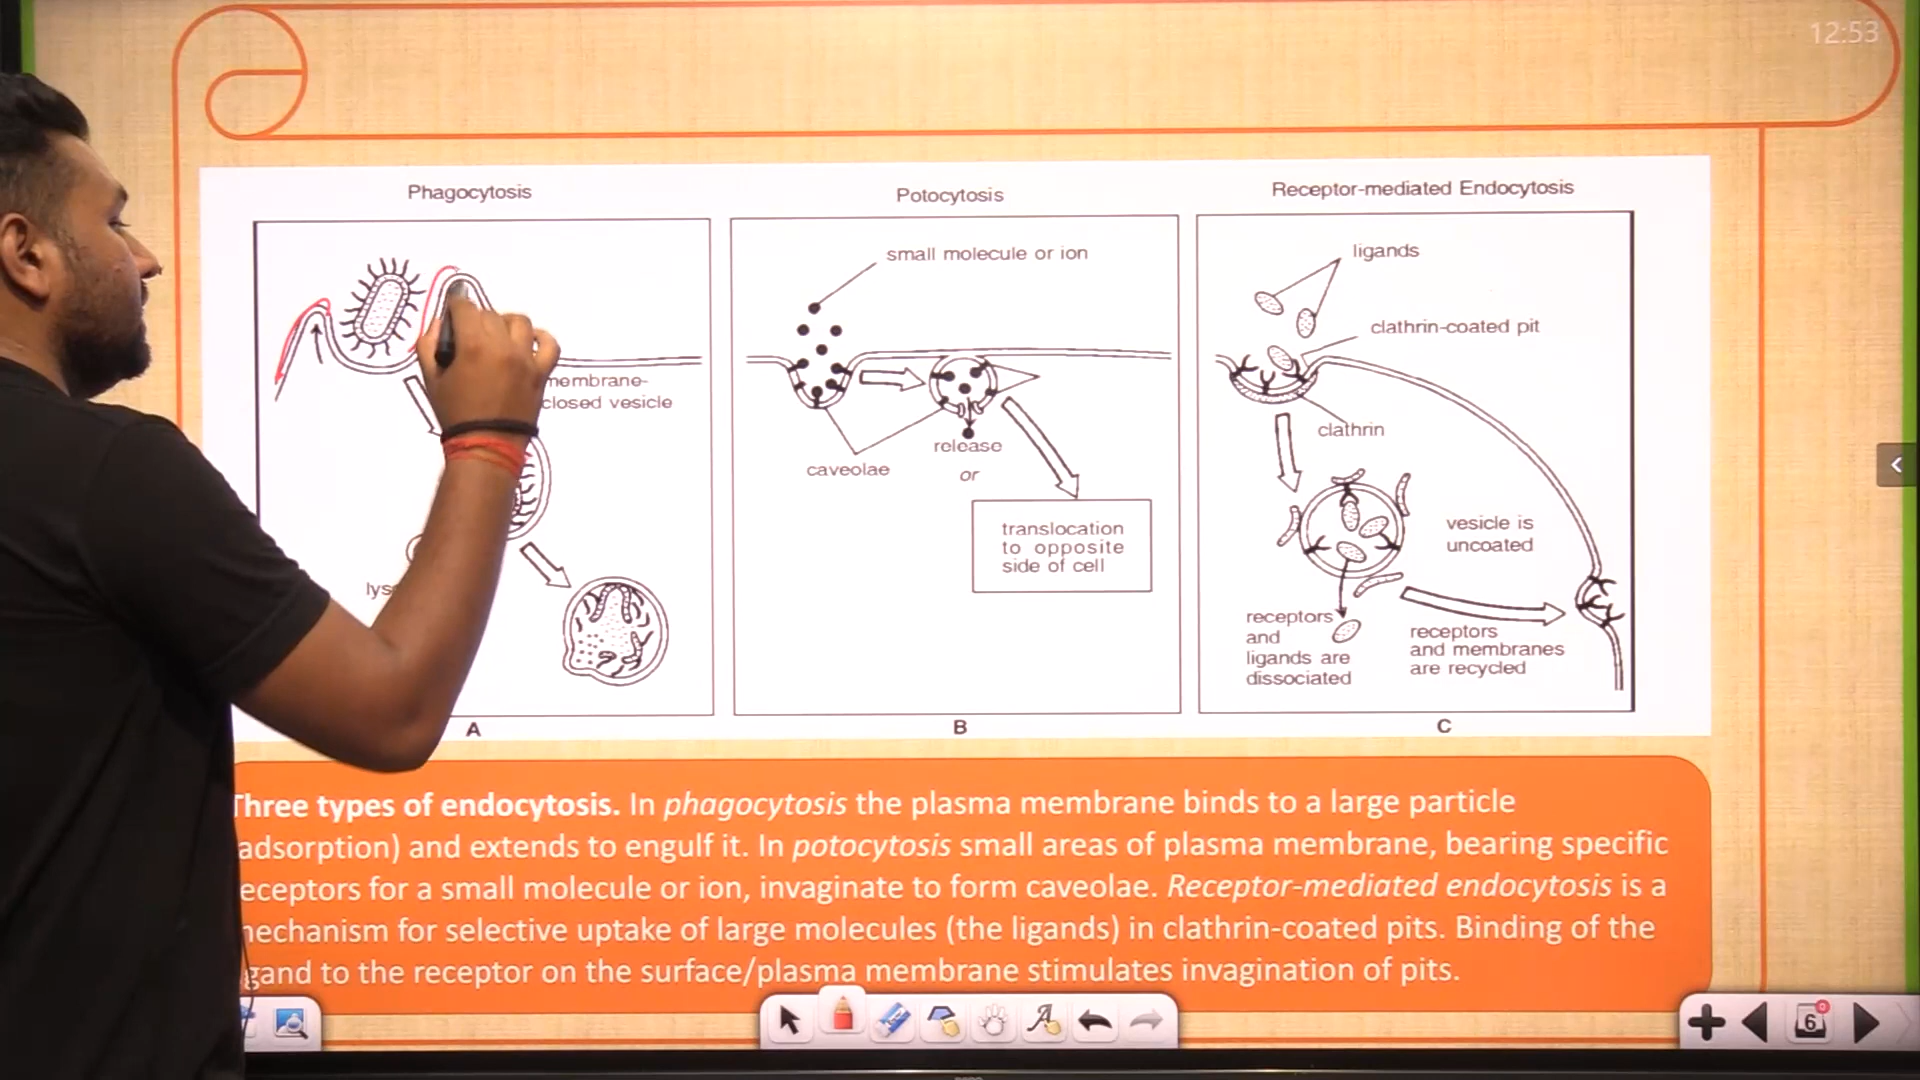 12:53
Phagocytosis
membrane-
closed vesicle
lys
A
Potocytosis
small molecule or ion
caveolae
release
or
translocation
to opposite
side of cell
B
Receptor-mediated Endocytosis
ligands
clathrin-coated pit
clathrin
vesicle is
uncoated
receptors
and
ligands are
dissociated
receptors
and membranes
are recycled
C
Three types of endocytosis. In phagocytosis the plasma membrane binds to a large particle
adsorption) and extends to engulf it. In potocytosis small areas of plasma membrane, bearing specific
eceptors for a small molecule or ion, invaginate to form caveolae. Receptor-mediated endocytosis is a
mechanism for selective uptake of large molecules (the ligands) in clathrin-coated pits. Binding of the
gand to the receptor on the surface/plasma membrane stimulates invagination of pits.
A
6
0